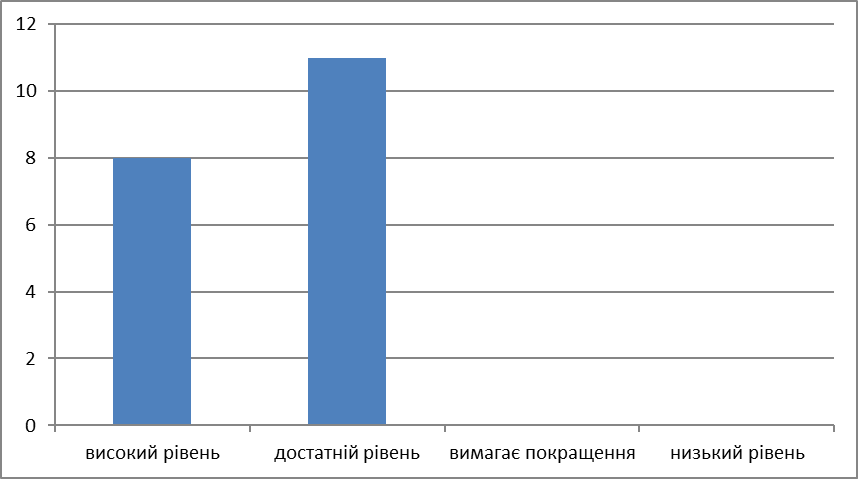 12
10
8
6
4
2
0
високий рівень
достатній рівень
вимагає покращення
низький рівень